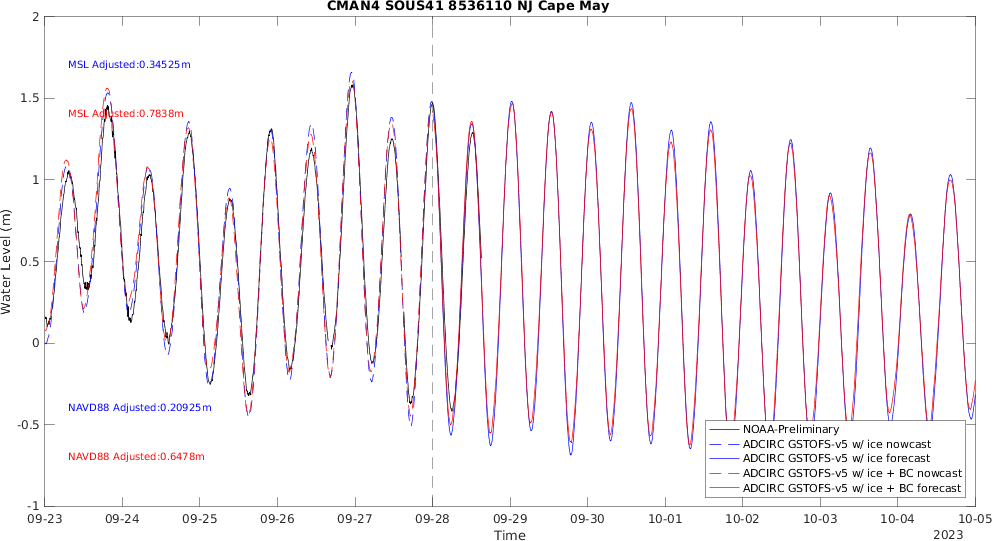 CMAN4 SOUS41 8536110 NJ Cape May
2
MSL Adjusted:0.34525m
1.5
MSL Adjusted:0.7838m
1
Water Level (m)
0.5
0
NAVD88 Adjusted:0.20925m
-0.5
NAVD88 Adjusted:0.6478m
NOAA-Preliminary
ADCIRC GSTOFS-v5 w/ ice nowcast
ADCIRC GSTOFS-v5 w/ ice forecast
ADCIRC GSTOFS-v5 w/ ice + BC nowcast
ADCIRC GSTOFS-v5 w/ ice + BC forecast
-1
09-23 09-24 09-25 09-26 09-27 09-28 09-29 09-30 10-01 10-02 10-03 10-04 10-05
Time
2023